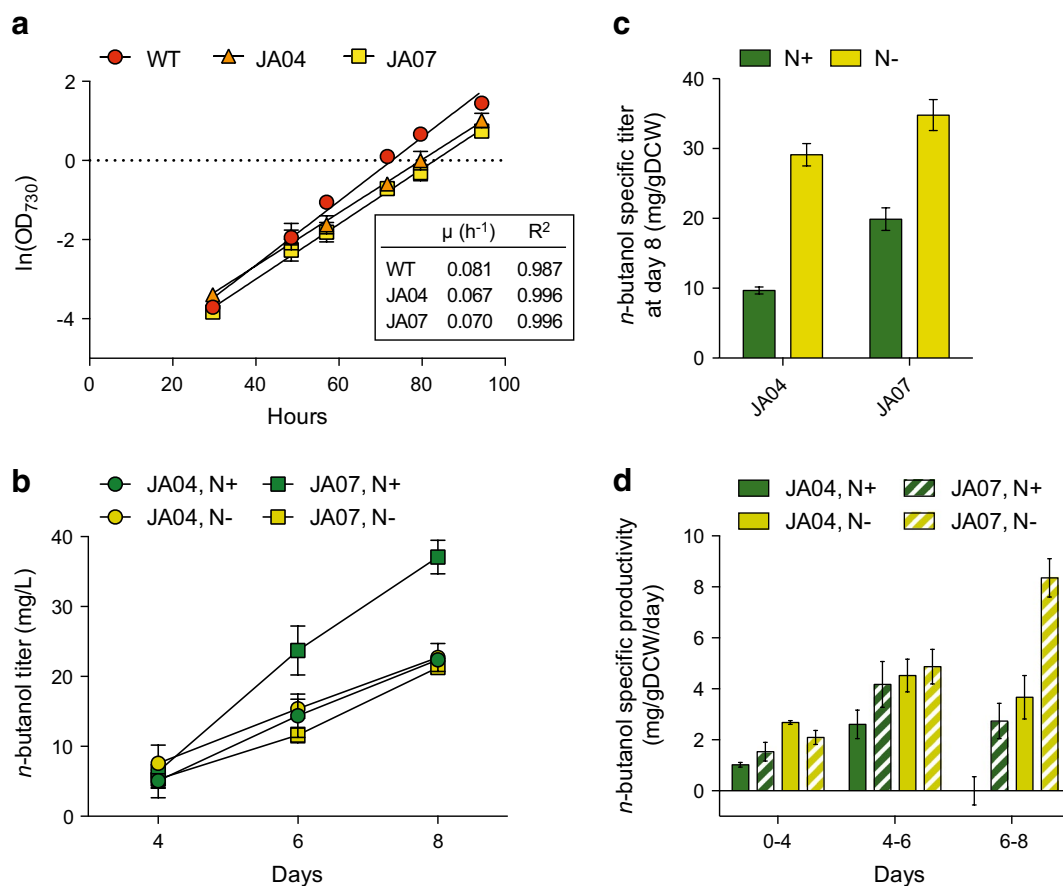 a
WT JA04 JA07
ln(OD730)
2
0
-2
-4
μ (h-1) R2
WT 0.081 0.987
JA04 0.067 0.996
JA07 0.070 0.996
0 20 40 60 80 100
Hours
b
JA04, N+ JA07, N+
JA04, N- JA07, N-
n-butanol titer (mg/L)
40
30
20
10
0
4 6 8
Days
c
N+ N-
n-butanol specific titer
at day 8 (mg/gDCW)
40
30
20
10
0
JA04 JA07
d
JA04, N+ JA07, N+
JA04, N- JA07, N-
n-butanol specific productivity
(mg/gDCW/day)
10
8
6
4
2
0
0-4 4-6 6-8
Days